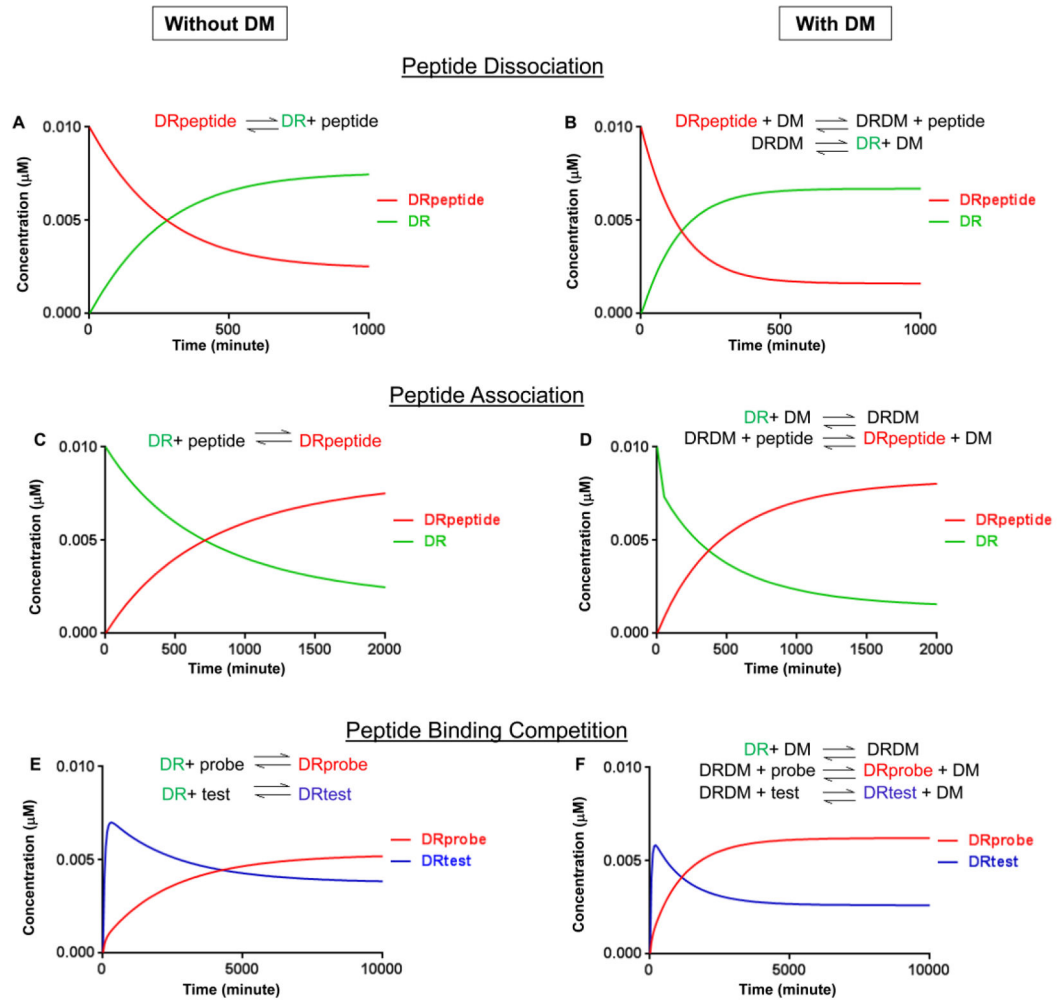 Without DM
With DM
Peptide Dissociation
A
DRpeptide ⇌ DR+ peptide
Concentration (μM)
0.010
0.005
0.000
0
500
1000
Time (minute)
DRpeptide
DR
B
DRpeptide + DM ⇌ DRDM + peptide
DRDM ⇌ DR+ DM
Concentration (μM)
0.010
0.005
0.000
0
500
1000
Time (minute)
DRpeptide
DR
Peptide Association
C
DR+ peptide ⇌ DRpeptide
Concentration (μM)
0.010
0.005
0.000
0
500
1000
1500
2000
Time (minute)
DRpeptide
DR
D
DR+ DM ⇌ DRDM
DRDM + peptide ⇌ DRpeptide + DM
Concentration (μM)
0.010
0.005
0.000
0
500
1000
1500
2000
Time (minute)
DRpeptide
DR
Peptide Binding Competition
E
DR+ probe ⇌ DRprobe
DR+ test ⇌ DRtest
Concentration (μM)
0.010
0.005
0.000
0
5000
10000
Time (minute)
DRprobe
DRtest
F
DR+ DM ⇌ DRDM
DRDM + probe ⇌ DRprobe + DM
DRDM + test ⇌ DRtest + DM
Concentration (μM)
0.010
0.005
0.000
0
5000
10000
Time (minute)
DRprobe
DRtest